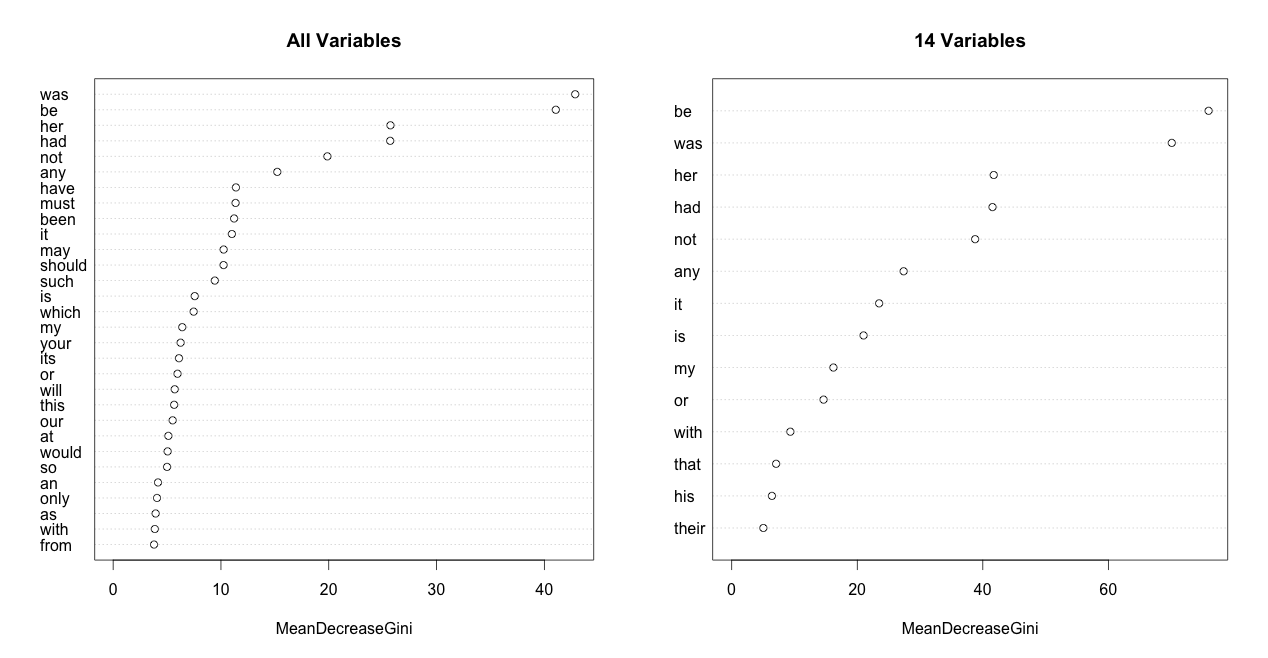 All Variables
was
be
her
had
not
any
have
must
been
it
may
should
such
is
which
my
your
its
or
will
this
our
at
would
so
an
only
as
with
from
0 10 20 30 40
MeanDecreaseGini
14 Variables
be
was
her
had
not
any
it
is
my
or
with
that
his
their
0 20 40 60
MeanDecreaseGini